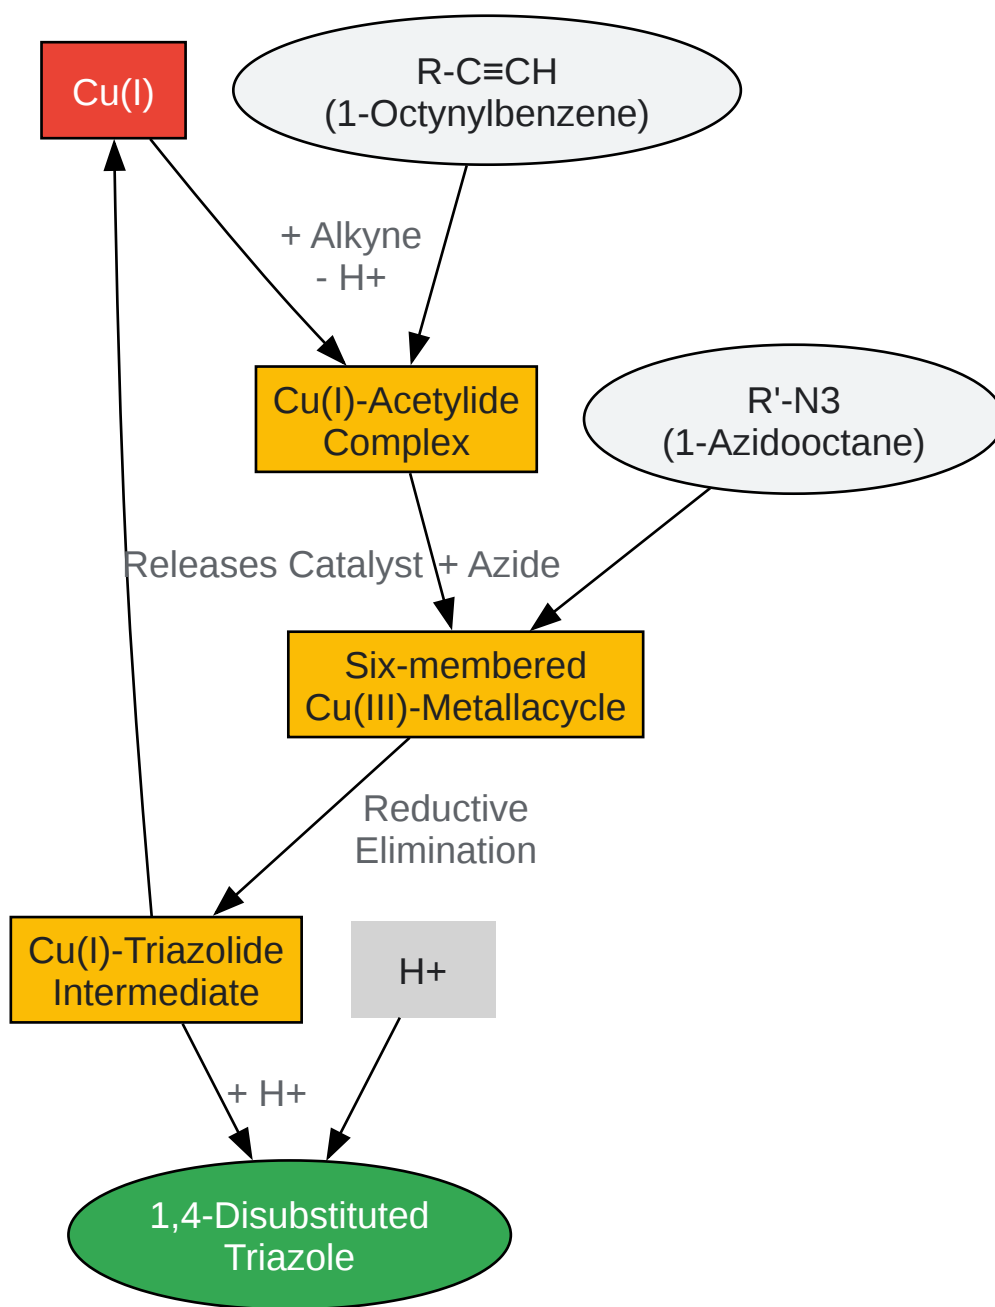 Cu(I)
R-C≡CH
(1-Octynylbenzene)
+ Alkyne
- H+
Cu(I)-Acetylide
Complex
R'-N3
(1-Azidooctane)
Releases Catalyst
+ Azide
Six-membered
Cu(III)-Metallacycle
Reductive
Elimination
Cu(I)-Triazolide
Intermediate
H+
+ H+
1,4-Disubstituted
Triazole